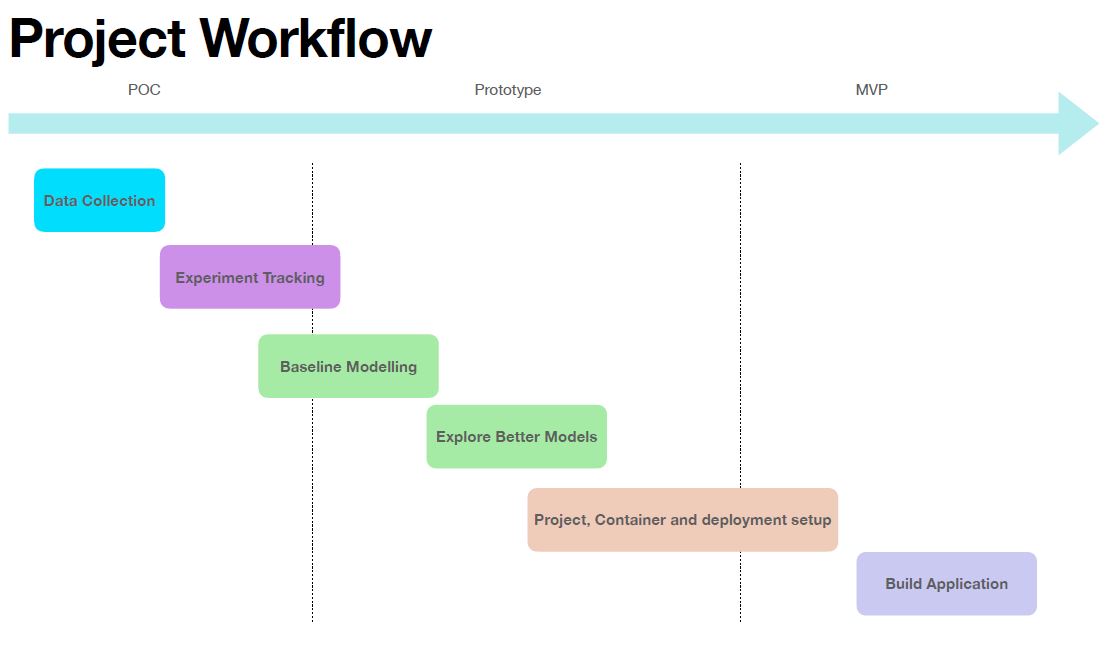 Project Workflow
POC
Prototype
MVP
Data Collection
Experiment Tracking
Baseline Modelling
Explore Better Models
Project, Container and deployment setup
Build Application